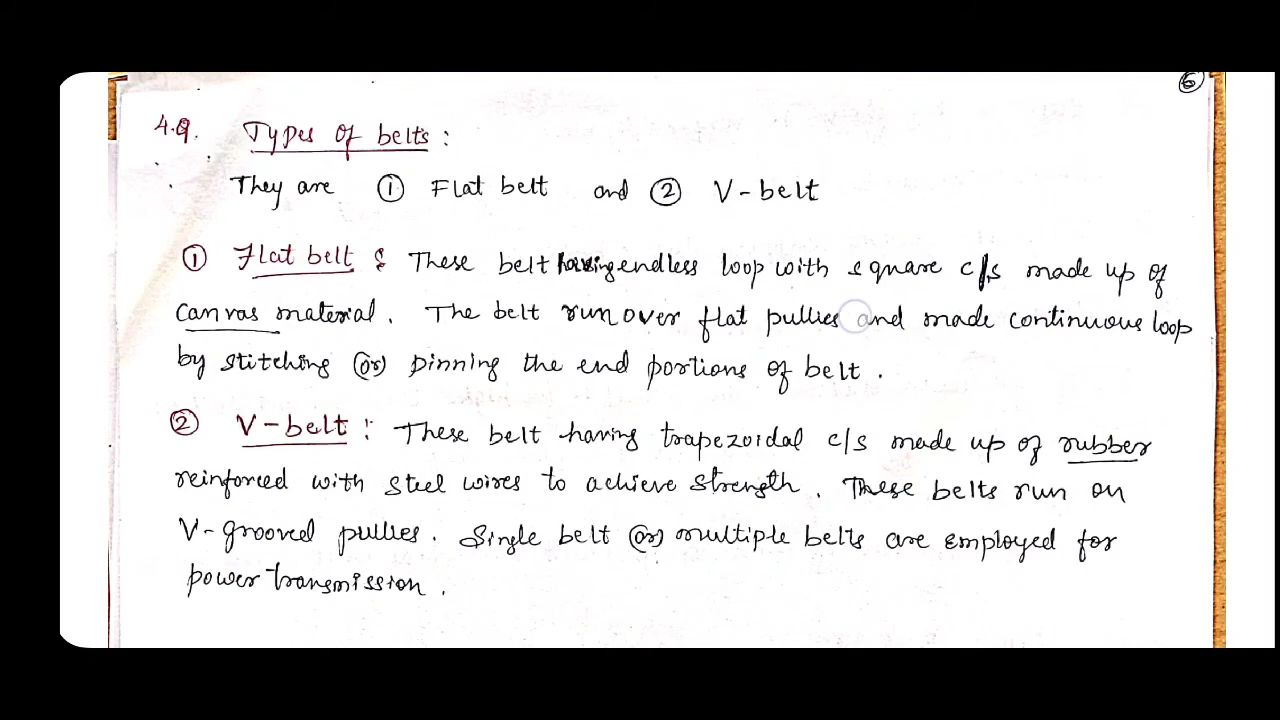 6
4.9. Types of belts :
They are ① Flat belt and ② V-belt
① Flat belt : These belt having endless loop with square c/s made up of
canvas material. The belt run over flat pullies and made continuous loop
by stitching (or) pinning the end portions of belt .
② V-belt : These belt having trapezoidal c/s made up of rubber
reinforced with steel wires to achieve strength . These belts run on
V-grooved pullies . Single belt (or) multiple belts are employed for
power transmission .